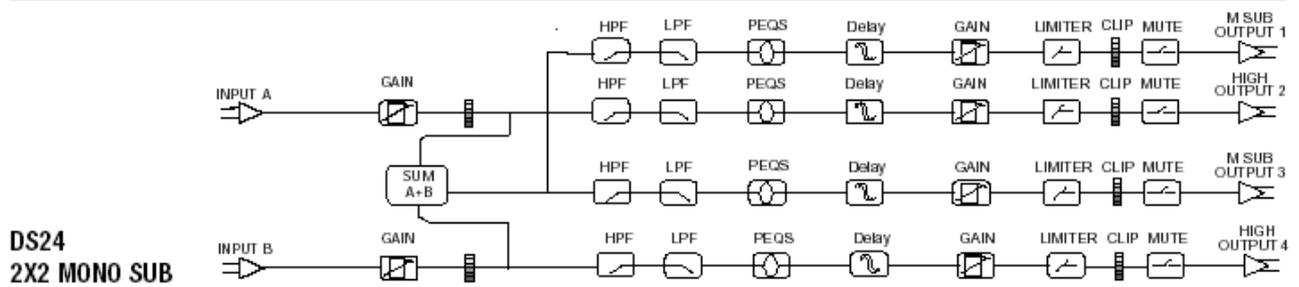 HPF LPF PEQS Delay GAIN LIMITER CLIP MUTE M SUB OUTPUT 1
INPUT A GAIN HPF LPF PEQS Delay GAIN LIMITER CLIP MUTE HIGH OUTPUT 2
SUM A+B HPF LPF PEQS Delay GAIN LIMITER CLIP MUTE M SUB OUTPUT 3
INPUT B GAIN HPF LPF PEQS Delay GAIN LIMITER CLIP MUTE HIGH OUTPUT 4
DS24
2X2 MONO SUB